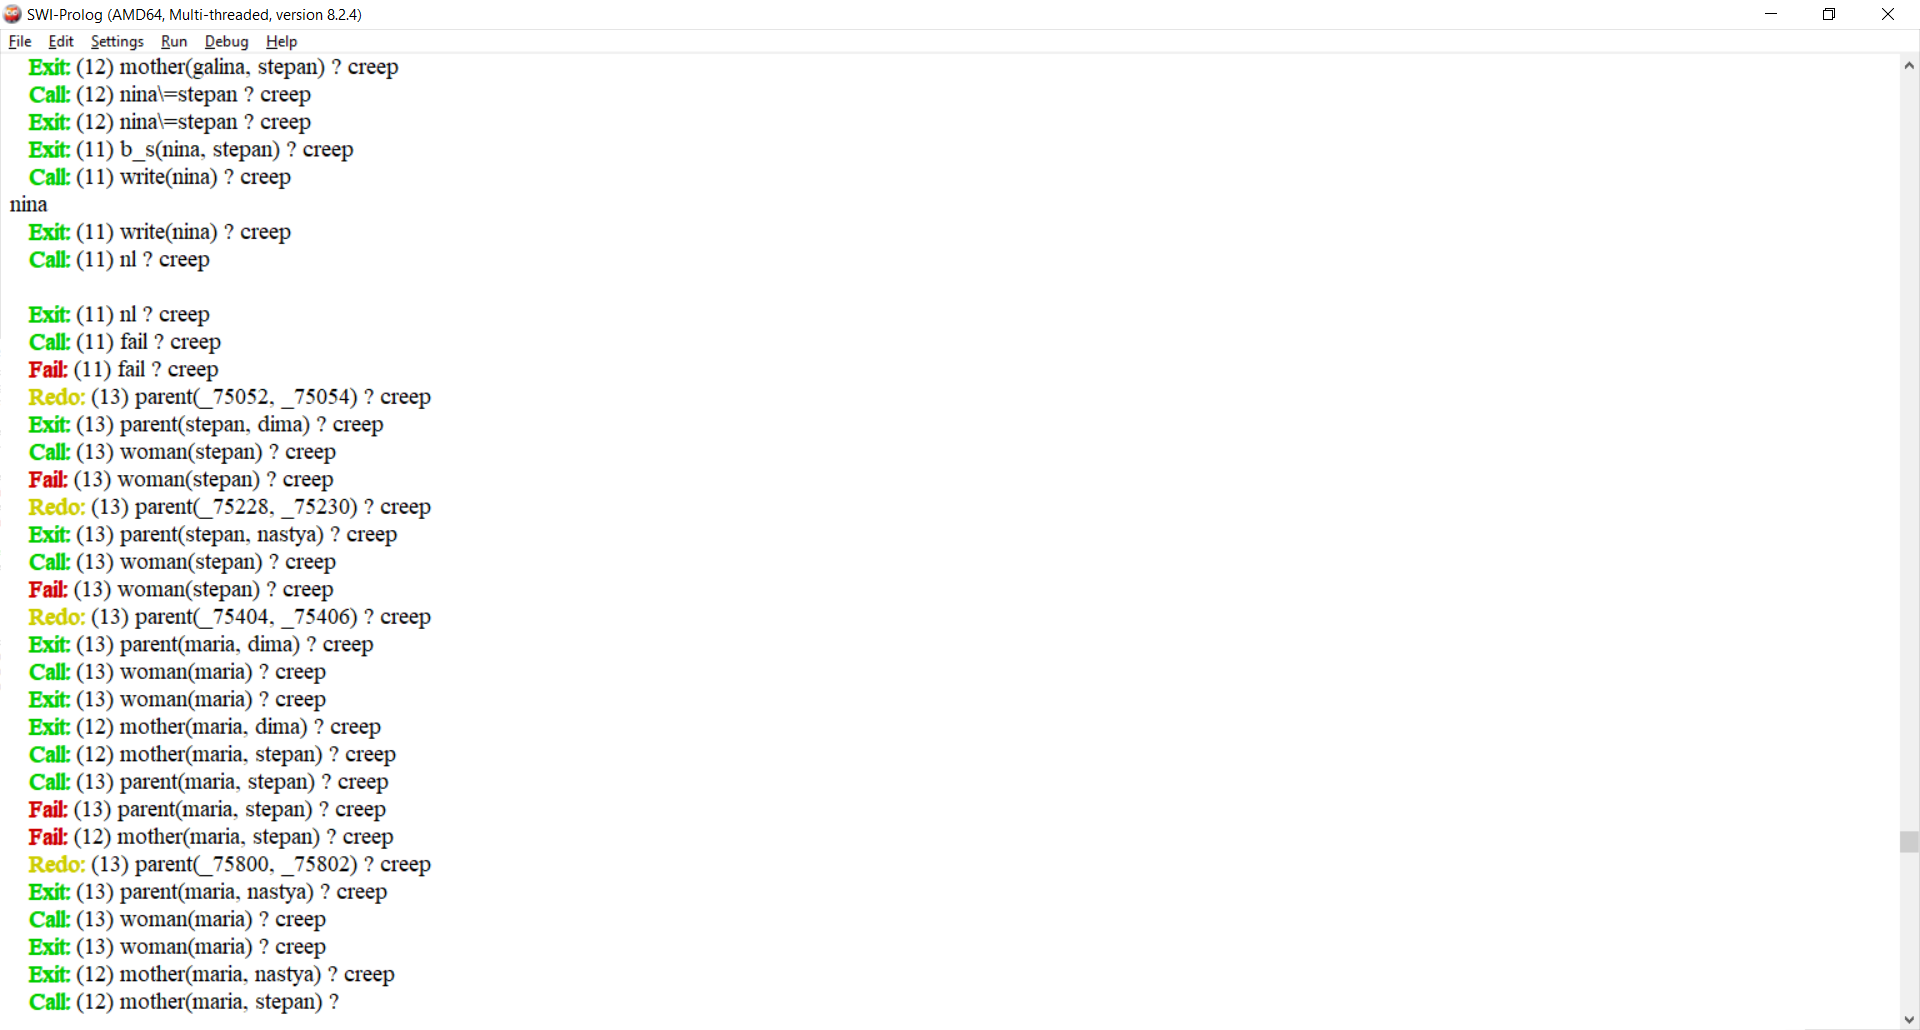 SWI-Prolog (AMD64, Multi-threaded, version 8.2.4)
File Edit Settings Run Debug Help
Exit: (12) mother(galina, stepan) ? creep
Call: (12) nina\=stepan ? creep
Exit: (12) nina\=stepan ? creep
Exit: (11) b_s(nina, stepan) ? creep
Call: (11) write(nina) ? creep
nina
Exit: (11) write(nina) ? creep
Call: (11) nl ? creep
Exit: (11) nl ? creep
Call: (11) fail ? creep
Fail: (11) fail ? creep
Redo: (13) parent(_75052, _75054) ? creep
Exit: (13) parent(stepan, dima) ? creep
Call: (13) woman(stepan) ? creep
Fail: (13) woman(stepan) ? creep
Redo: (13) parent(_75228, _75230) ? creep
Exit: (13) parent(stepan, nastya) ? creep
Call: (13) woman(stepan) ? creep
Fail: (13) woman(stepan) ? creep
Redo: (13) parent(_75404, _75406) ? creep
Exit: (13) parent(maria, dima) ? creep
Call: (13) woman(maria) ? creep
Exit: (13) woman(maria) ? creep
Exit: (12) mother(maria, dima) ? creep
Call: (12) mother(maria, stepan) ? creep
Call: (13) parent(maria, stepan) ? creep
Fail: (13) parent(maria, stepan) ? creep
Fail: (12) mother(maria, stepan) ? creep
Redo: (13) parent(_75800, _75802) ? creep
Exit: (13) parent(maria, nastya) ? creep
Call: (13) woman(maria) ? creep
Exit: (13) woman(maria) ? creep
Exit: (12) mother(maria, nastya) ? creep
Call: (12) mother(maria, stepan) ?